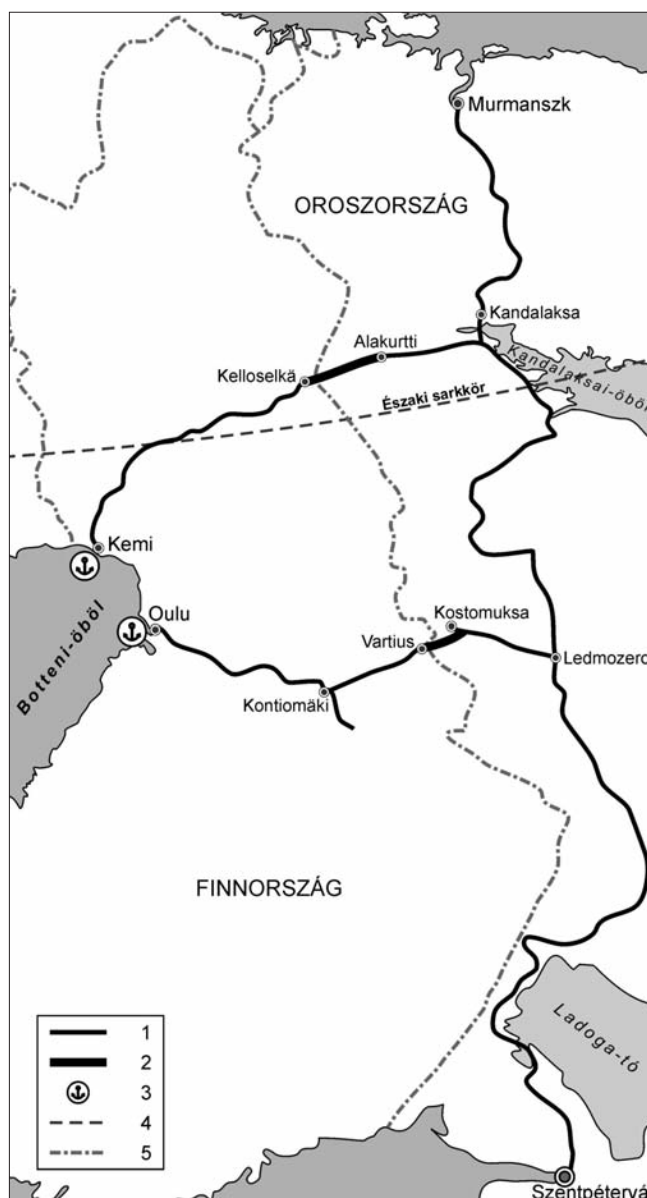 Murmanszk
OROSZORSZÁG
Kandalaksa
Alakurtti
Kandalaksai-öböl
Kelloselkä
Északi sarkkör
Kemi
Kostomuksa
Oulu
Vartius
Ledmozero
Botteni-öböl
Kontiomäki
FINNORSZÁG
Ladoga-tó
1
2
3
4
5
Szentpétervá